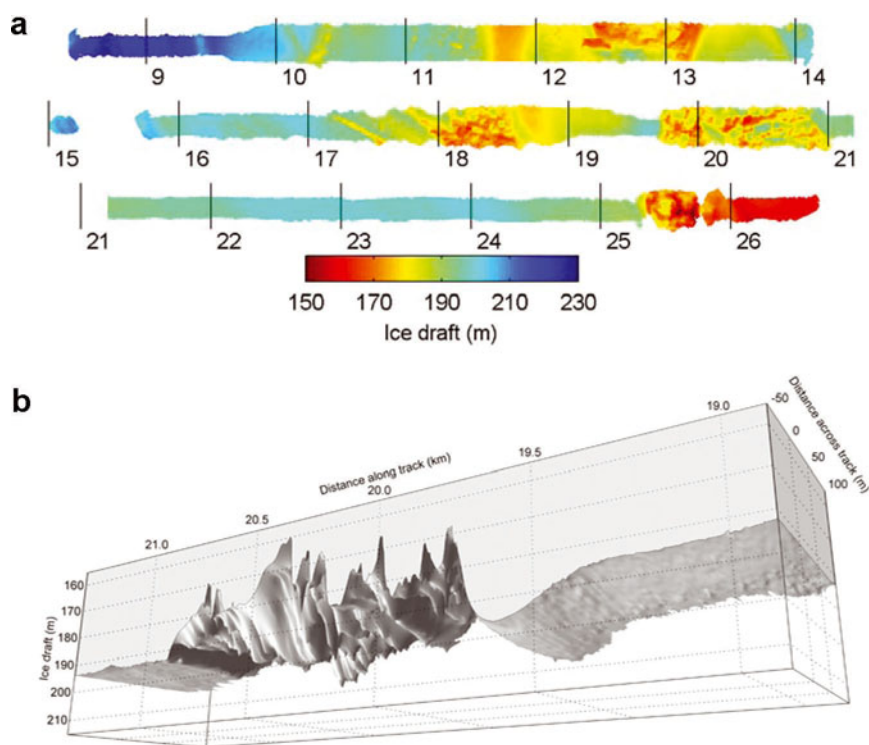 a
9 10 11 12 13 14
15 16 17 18 19 20 21
21 22 23 24 25 26
150 170 190 210 230
Ice draft (m)
b
Distance along track (km)
21.0 20.5 20.0 19.5 19.0
Distance across track (m)
-50 0 50 100
Ice draft (m)
160
170
180
190
200
210